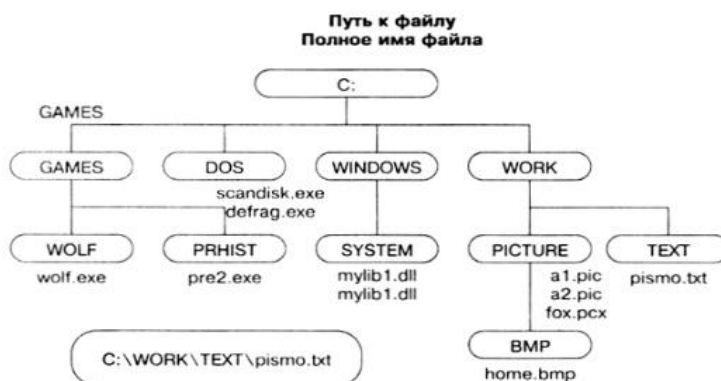 Путь к файлу
Полное имя файла
C:
GAMES
GAMES DOS WINDOWS WORK
scandisk.exe
defrag.exe
WOLF PRHIST SYSTEM PICTURE TEXT
wolf.exe pre2.exe mylib1.dll a1.pic pismo.txt
mylib1.dll a2.pic
fox.pcx
C:\WORK\TEXT\pismo.txt
BMP
home.bmp